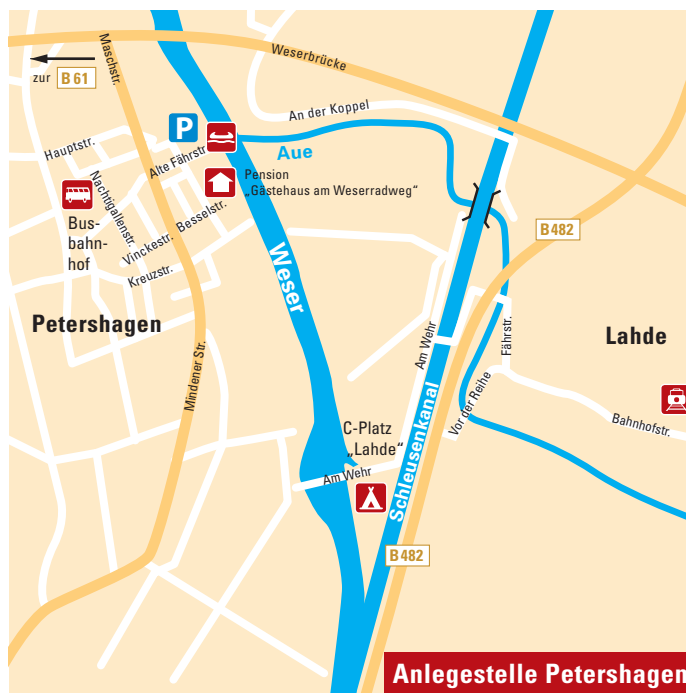 Weserbrücke
Maschstr.
zur B 61
An der Koppel
P
Hauptstr.
Alte Fährstr.
Aue
Pension
„Gästehaus am Weserradweg“
Nachtigallenstr.
Besselstr.
Vinckestr.
Bus-
bahn-
hof
Kreuzstr.
B 482
Weser
Petershagen
Lahde
Am Wehr
Fährstr.
Mindener Str.
Vor der Reihe
Bahnhofstr.
C-Platz
„Lahde“
Am Wehr
Schleusenkanal
B 482
Anlegestelle Petershagen